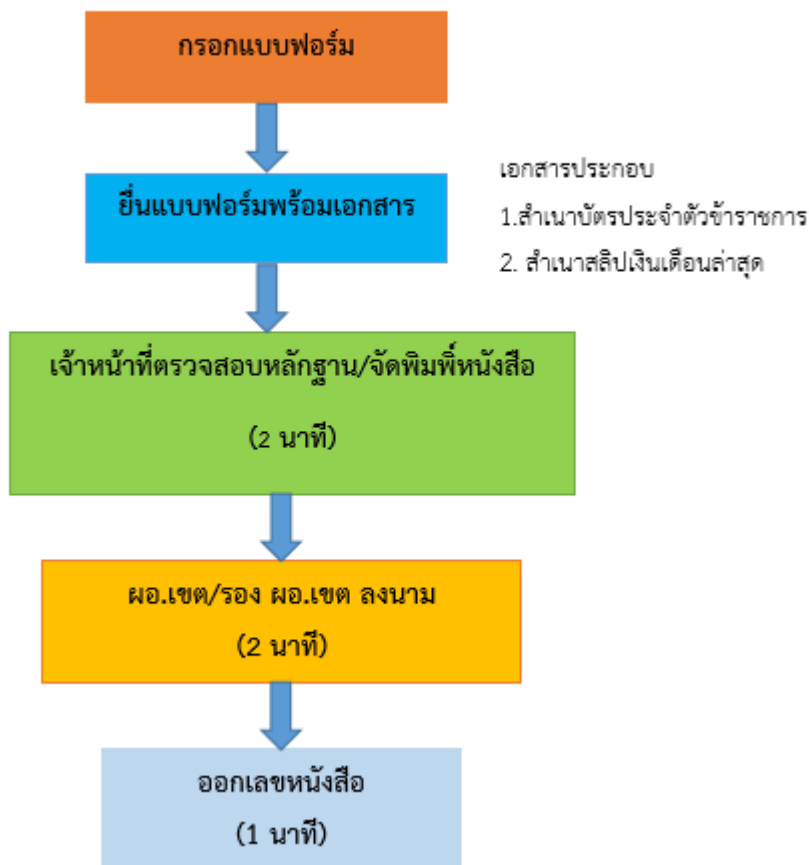 กรอกแบบฟอร์ม
ยื่นแบบฟอร์มพร้อมเอกสาร
เอกสารประกอบ
1.สำเนาบัตรประจำตัวข้าราชการ
2. สำเนาสลิปเงินเดือนล่าสุด
เจ้าหน้าที่ตรวจสอบหลักฐาน/จัดพิมพิ์หนังสือ
(2 นาที)
ผอ.เขต/รอง ผอ.เขต ลงนาม
(2 นาที)
ออกเลขหนังสือ
(1 นาที)